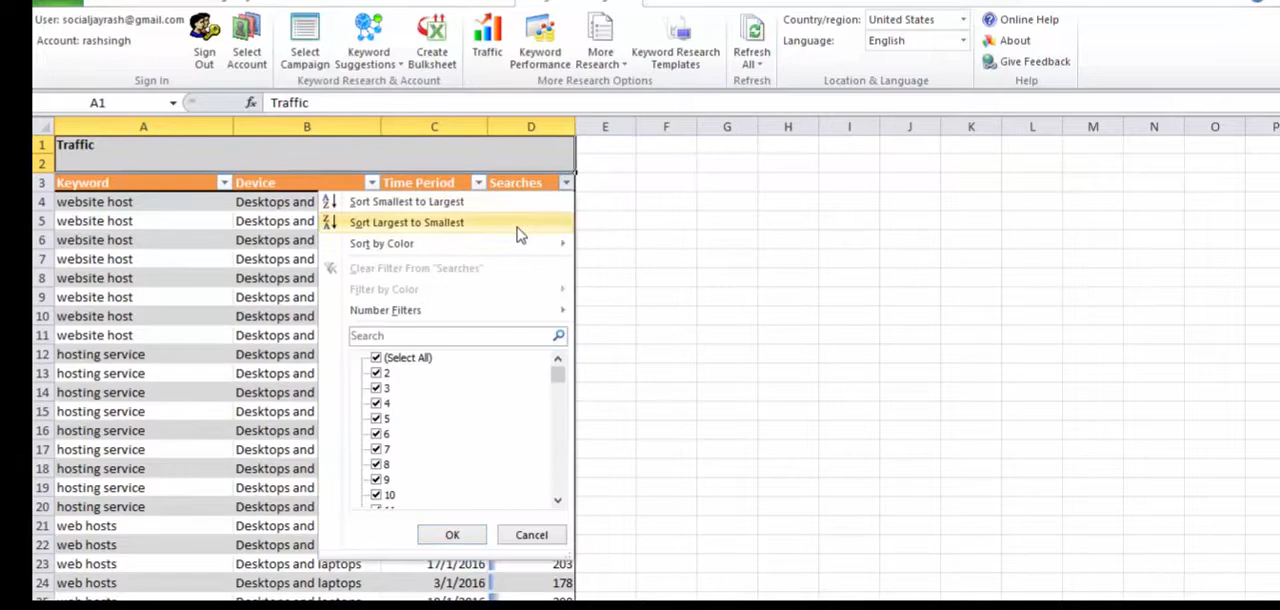 User: socialjayrash@gmail.com
Account: rashsingh
Sign Out
Select Account
Sign In
Select Campaign
Keyword Suggestions
Create Bulksheet
Keyword Research & Account
Traffic
Keyword Performance
More Research
Keyword Research Templates
More Research Options
Refresh All
Refresh
Country/region: United States
Language: English
Location & Language
Online Help
About
Give Feedback
Help
A1 fx Traffic
A B C D E F G H I J K L M N O P
1 Traffic
2
3 Keyword Device Time Period Searches
4 website host Desktops and
5 website host Desktops and
6 website host Desktops and
7 website host Desktops and
8 website host Desktops and
9 website host Desktops and
10 website host Desktops and
11 website host Desktops and
12 hosting service Desktops and
13 hosting service Desktops and
14 hosting service Desktops and
15 hosting service Desktops and
16 hosting service Desktops and
17 hosting service Desktops and
18 hosting service Desktops and
19 hosting service Desktops and
20 hosting service Desktops and
21 web hosts Desktops and
22 web hosts Desktops and
23 web hosts Desktops and laptops 17/1/2016 203
24 web hosts Desktops and laptops 3/1/2016 178
Sort Smallest to Largest
Sort Largest to Smallest
Sort by Color
Clear Filter From "Searches"
Filter by Color
Number Filters
Search
(Select All)
2
3
4
5
6
7
8
9
10
OK Cancel